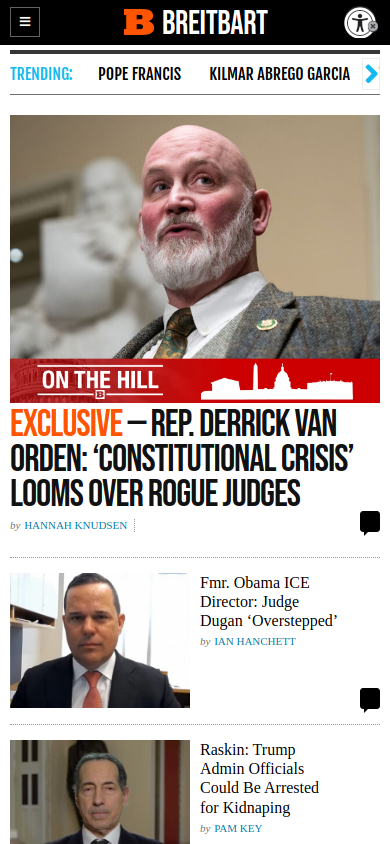 B BREITBART
TRENDING:
POPE FRANCIS
KILMAR ABREGO GARCIA
ON THE HILL
B
EXCLUSIVE – REP. DERRICK VAN
ORDEN: ‘CONSTITUTIONAL CRISIS’
LOOMS OVER ROGUE JUDGES
by HANNAH KNUDSEN
Fmr. Obama ICE
Director: Judge
Dugan ‘Overstepped’
by IAN HANCHETT
Raskin: Trump
Admin Officials
Could Be Arrested
for Kidnaping
by PAM KEY